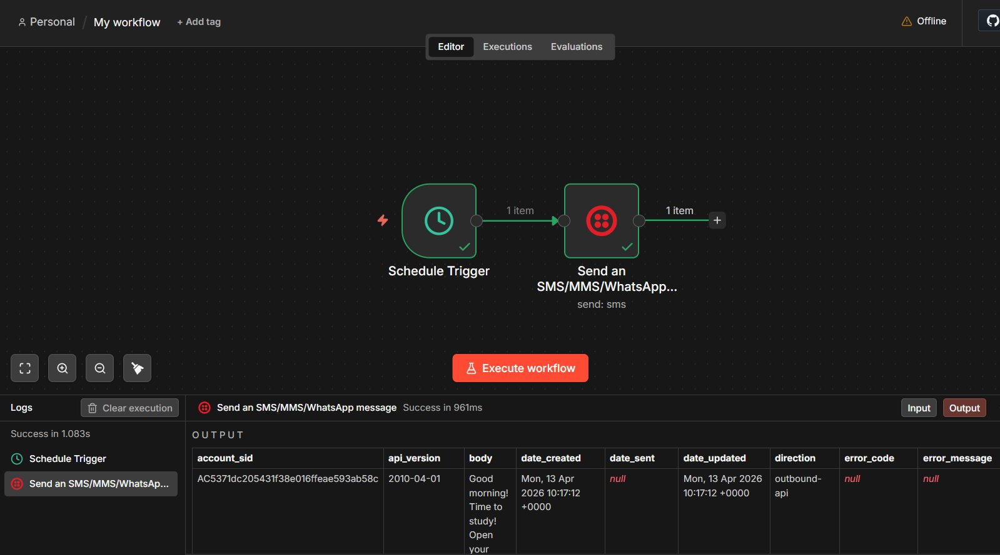 Personal / My workflow + Add tag
Offline
Editor Executions Evaluations
1 item
1 item
Schedule Trigger
Send an
SMS/MMS/WhatsApp...
send: sms
Execute workflow
Logs
Clear execution
Send an SMS/MMS/WhatsApp message Success in 961ms
Input Output
Success in 1.083s
Schedule Trigger
Send an SMS/MMS/WhatsAp...
OUTPUT
account_sid api_version body date_created date_sent date_updated direction error_code error_message
AC5371dc205431f38e016ffeae593ab58c 2010-04-01 Good Mon, 13 Apr null Mon, 13 Apr 2026 outbound- null null
morning! 2026 10:17:12 10:17:12 +0000 api
Time to +0000
study!
Open
your